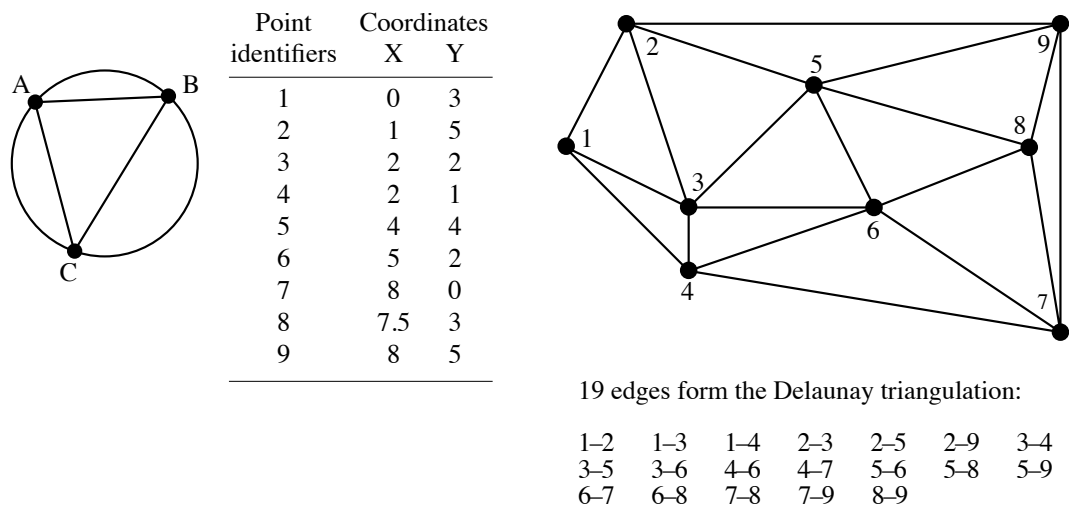 A
B
C
Point Coordinates
identifiers X Y
1 0 3
2 1 5
3 2 2
4 2 1
5 4 4
6 5 2
7 8 0
8 7.5 3
9 8 5
2
9
5
8
1
3
6
4
7
19 edges form the Delaunay triangulation:
1–2 1–3 1–4 2–3 2–5 2–9 3–4
3–5 3–6 4–6 4–7 5–6 5–8 5–9
6–7 6–8 7–8 7–9 8–9